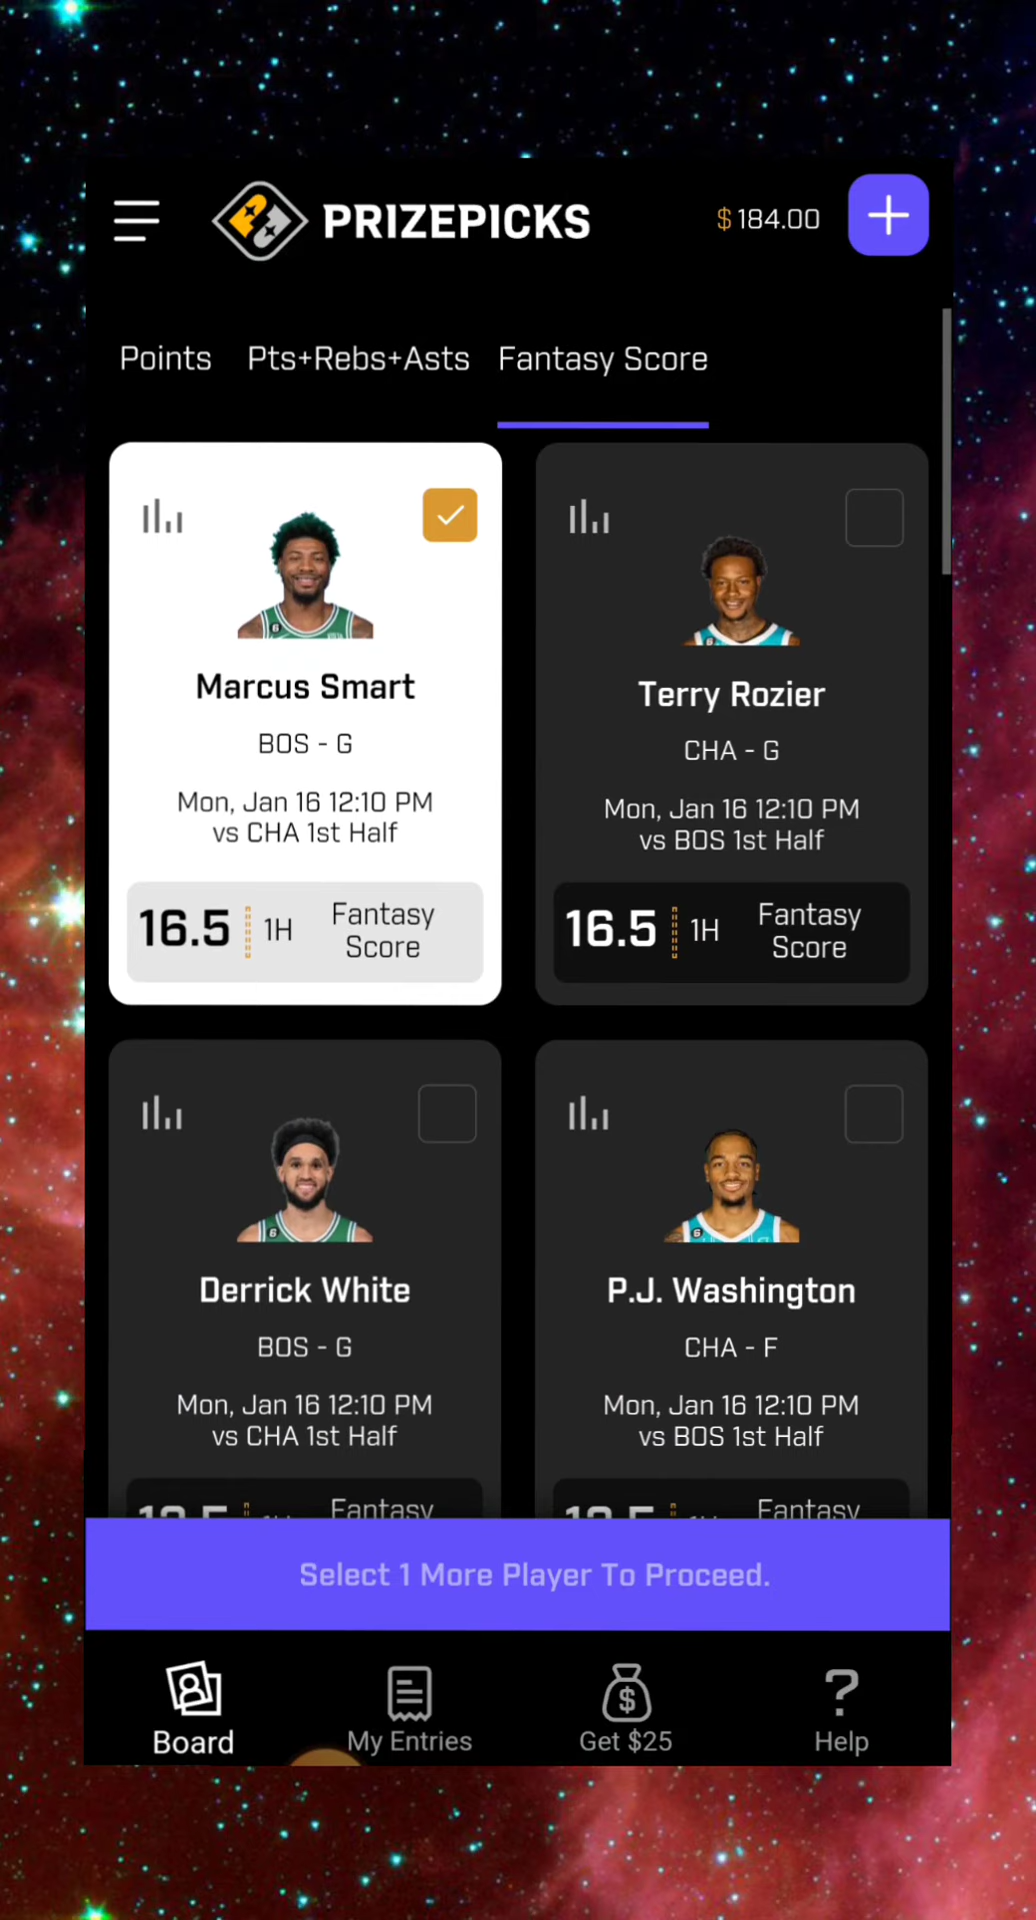 PRIZEPICKS
$ 184.00
Points Pts+Rebs+Asts Fantasy Score
Marcus Smart
BOS - G
Mon, Jan 16 12:10 PM
vs CHA 1st Half
16.5 1H Fantasy
Score
Terry Rozier
CHA - G
Mon, Jan 16 12:10 PM
vs BOS 1st Half
16.5 1H Fantasy
Score
Derrick White
BOS - G
Mon, Jan 16 12:10 PM
vs CHA 1st Half
Fantasy
P.J. Washington
CHA - F
Mon, Jan 16 12:10 PM
vs BOS 1st Half
Fantasy
Select 1 More Player To Proceed.
Board My Entries Get $25 Help